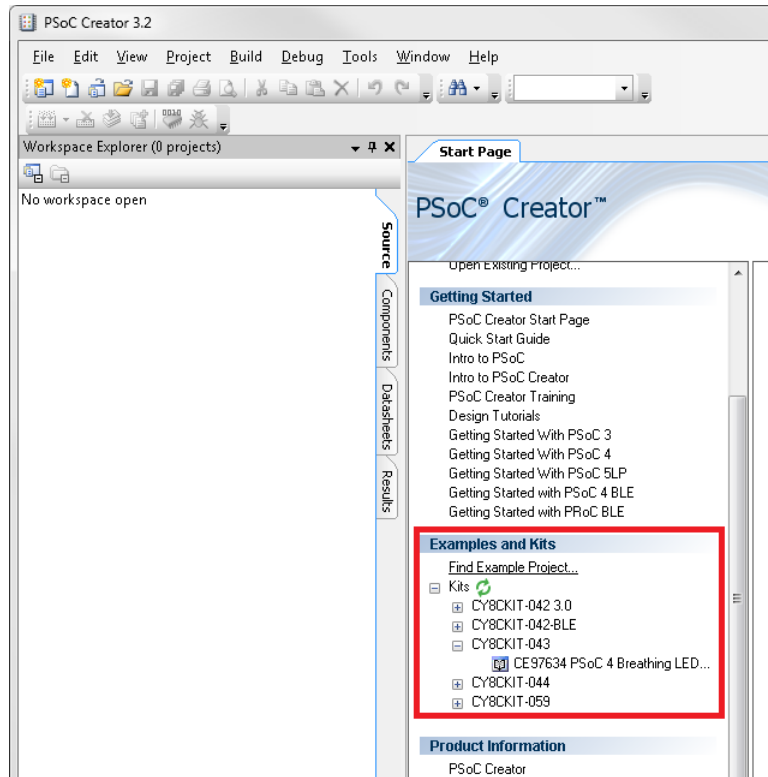 PSoC Creator 3.2
File Edit View Project Build Debug Tools Window Help
Workspace Explorer (0 projects)
No workspace open
Source
Components
Datasheets
Results
Start Page
PSoC® Creator™
Open Existing Project...
Getting Started
PSoC Creator Start Page
Quick Start Guide
Intro to PSoC
Intro to PSoC Creator
PSoC Creator Training
Design Tutorials
Getting Started With PSoC 3
Getting Started With PSoC 4
Getting Started With PSoC 5LP
Getting Started with PSoC 4 BLE
Getting Started with PRoC BLE
Examples and Kits
Find Example Project...
Kits
CY8CKIT-042 3.0
CY8CKIT-042-BLE
CY8CKIT-043
CE97634 PSoC 4 Breathing LED...
CY8CKIT-044
CY8CKIT-059
Product Information
PSoC Creator